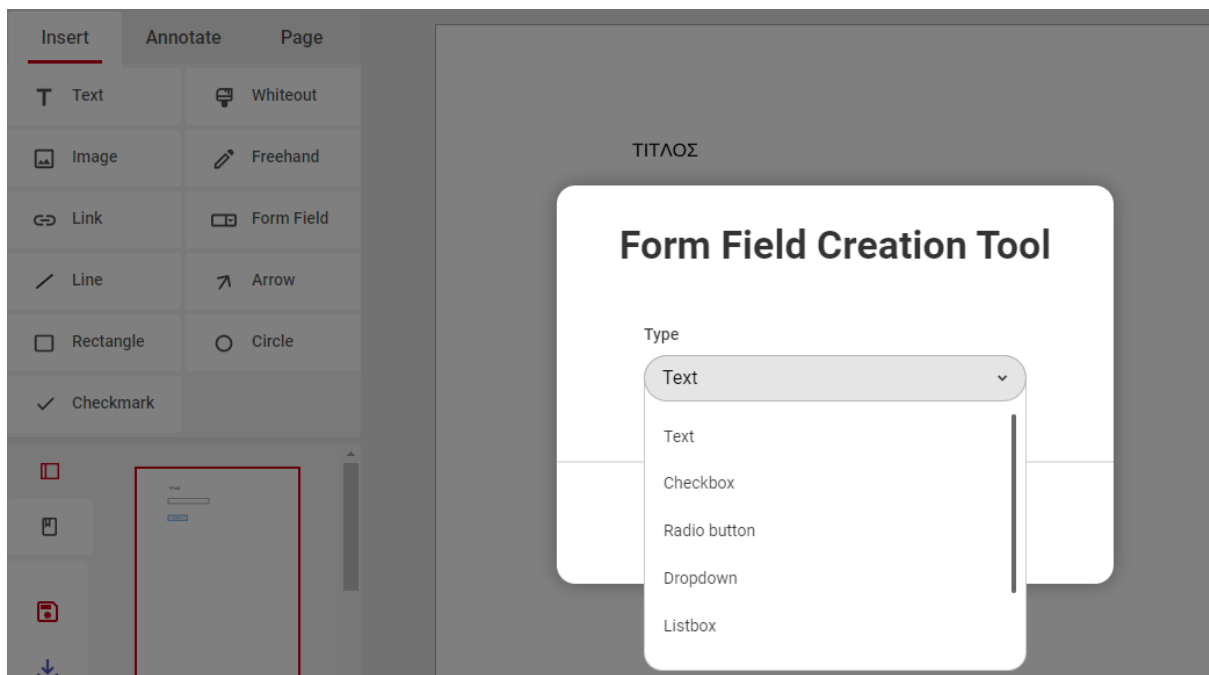 Insert Annotate Page
Text Whiteout
Image Freehand
Link Form Field
Line Arrow
Rectangle Circle
Checkmark
ΤΙΤΛΟΣ
Form Field Creation Tool
Type
Text
Text
Checkbox
Radio button
Dropdown
Listbox